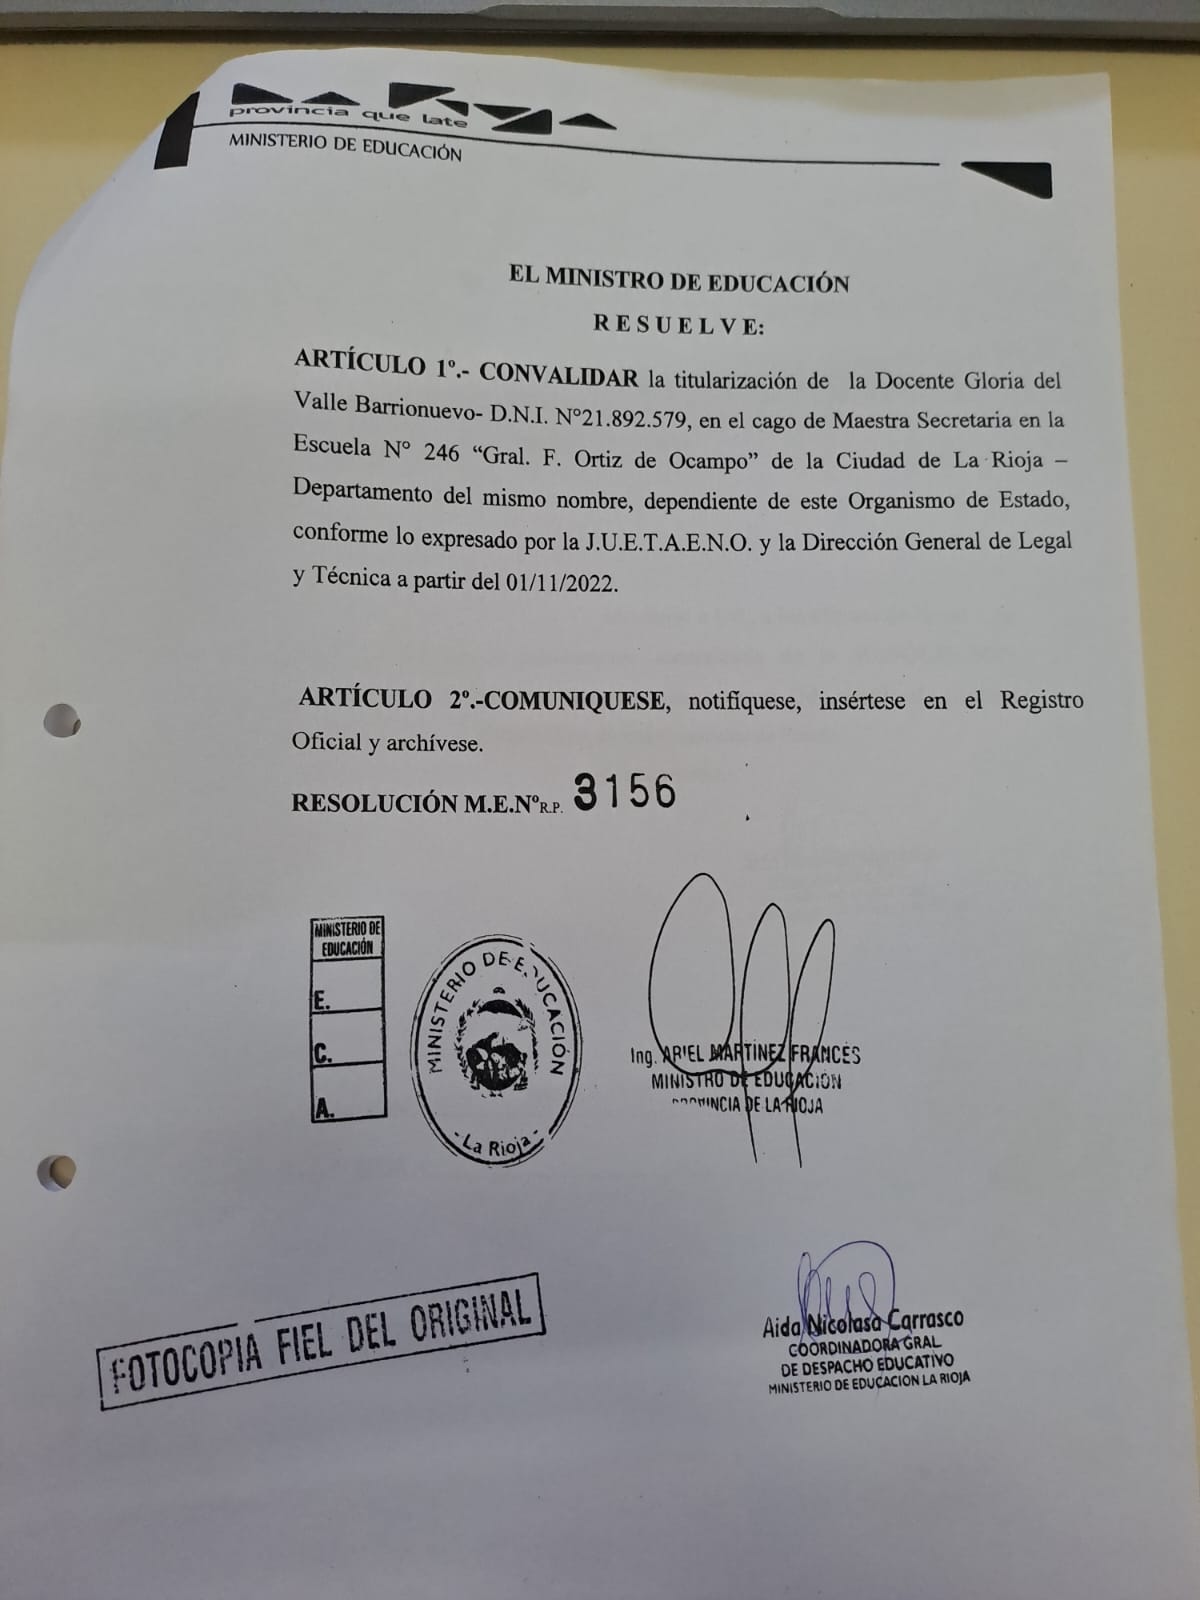 provincia que late
MINISTERIO DE EDUCACIÓN
EL MINISTRO DE EDUCACIÓN
R E S U E L V E:
ARTÍCULO 1º.- CONVALIDAR la titularización de la Docente Gloria del
Valle Barrionuevo- D.N.I. Nº21.892.579, en el cago de Maestra Secretaria en la
Escuela Nº 246 “Gral. F. Ortiz de Ocampo” de la Ciudad de La Rioja –
Departamento del mismo nombre, dependiente de este Organismo de Estado,
conforme lo expresado por la J.U.E.T.A.E.N.O. y la Dirección General de Legal
y Técnica a partir del 01/11/2022.
ARTÍCULO 2º.-COMUNIQUESE, notifíquese, insértese en el Registro
Oficial y archívese.
RESOLUCIÓN M.E.NºR.P. 3156
MINISTERIO DE
EDUCACIÓN
E.
C.
A.
MINISTERIO DE EDUCACIÓN
- La Rioja -
Ing. ARIEL MARTINEZ FRANCÉS
MINISTRO DE EDUCACIÓN
PROVINCIA DE LA RIOJA
FOTOCOPIA FIEL DEL ORIGINAL
Aida Nicolasa Carrasco
COORDINADORA GRAL
DE DESPACHO EDUCATIVO
MINISTERIO DE EDUCACION LA RIOJA